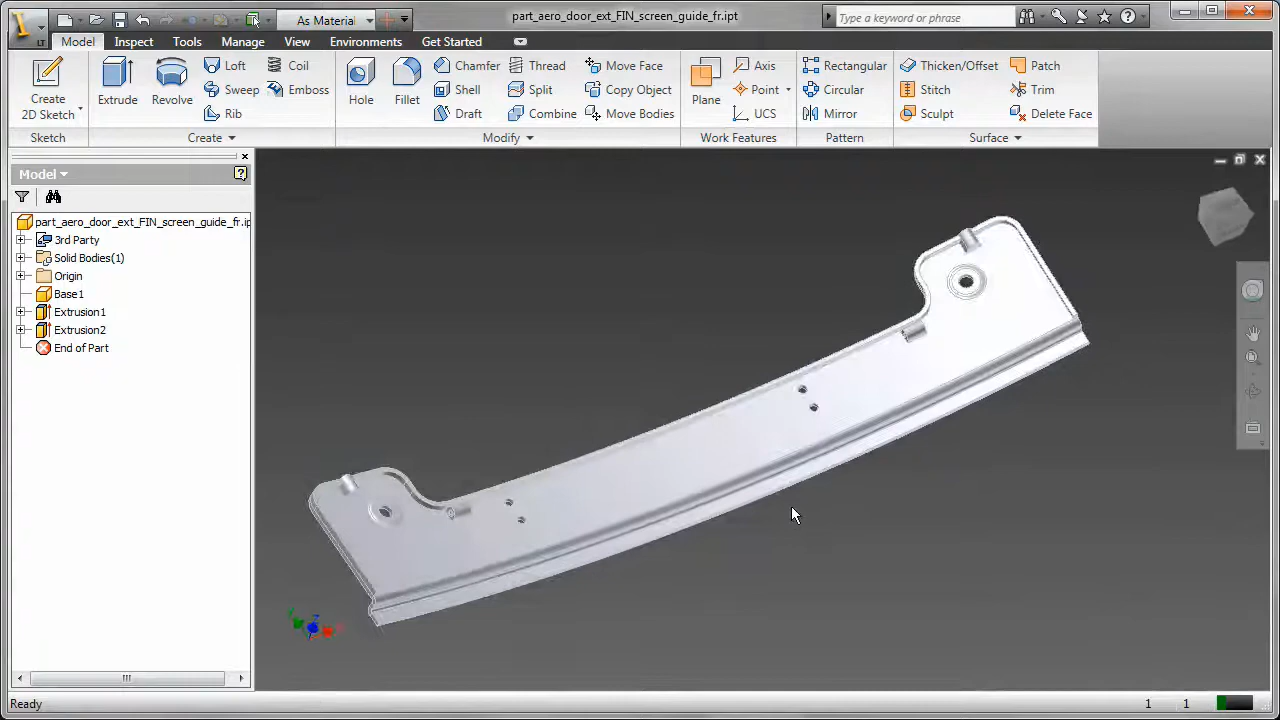 As Material
part_aero_door_ext_FIN_screen_guide_fr.ipt
Type a keyword or phrase
LT
Model Inspect Tools Manage View Environments Get Started
Create
2D Sketch
Extrude
Revolve
Loft
Sweep
Rib
Coil
Emboss
Hole
Fillet
Chamfer
Shell
Draft
Thread
Split
Combine
Move Face
Copy Object
Move Bodies
Plane
Axis
Point
UCS
Rectangular
Circular
Mirror
Thicken/Offset
Stitch
Sculpt
Patch
Trim
Delete Face
Sketch Create Modify Work Features Pattern Surface
Model
part_aero_door_ext_FIN_screen_guide_fr.ip
3rd Party
Solid Bodies(1)
Origin
Base1
Extrusion1
Extrusion2
End of Part
Z
Ready
1 1